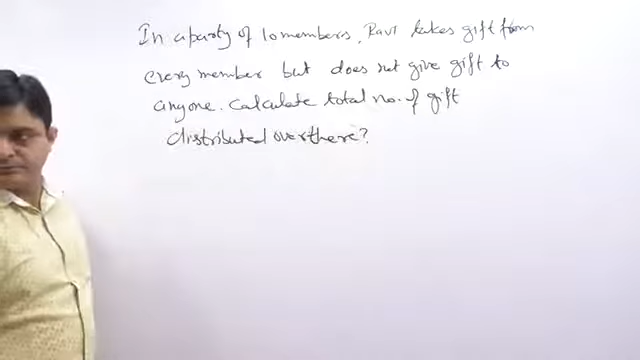 In a party of 10 members, Ravi takes gift from
every member but does not give gift to
anyone. Calculate total no. of gift
distributed over there?